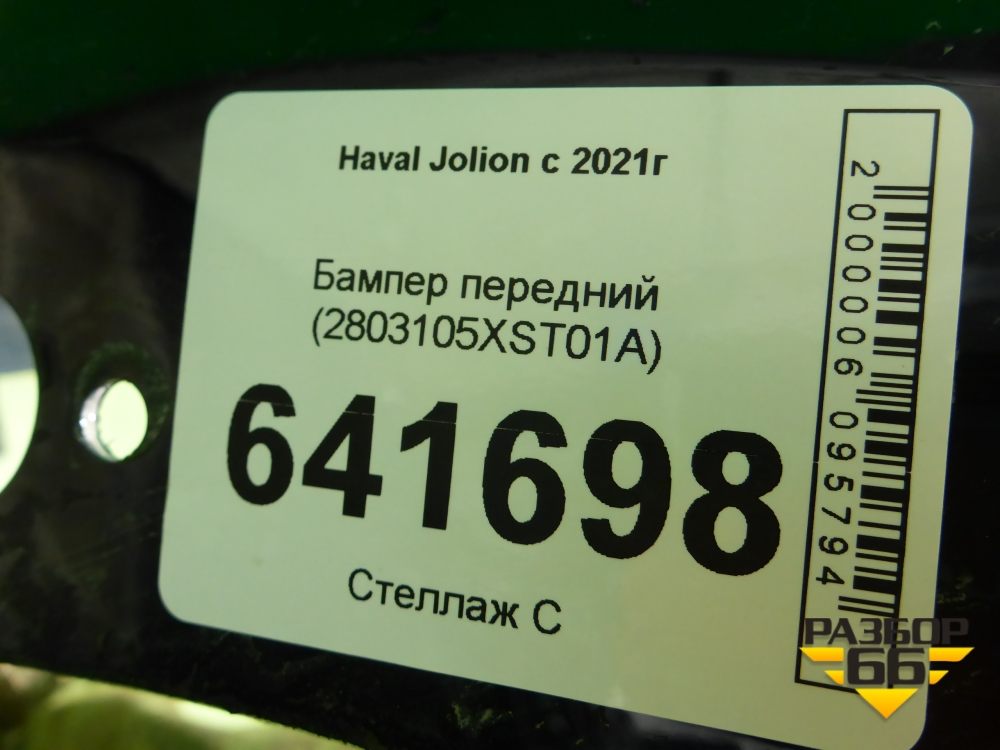 Haval Jolion с 2021г
Бампер передний
(2803105XST01A)
641698
Стеллаж С
2000006095794
РАЗБОР
66